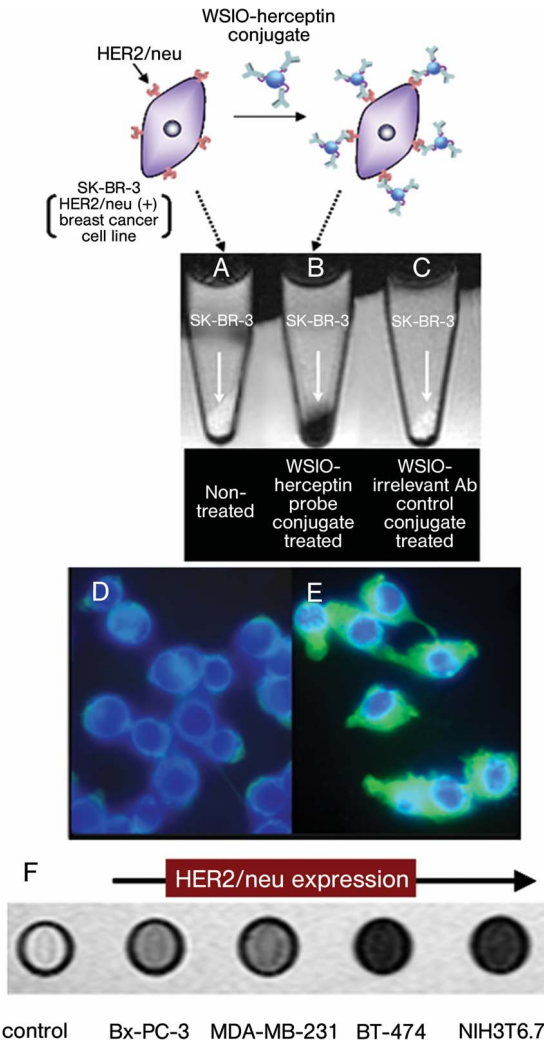 WSIO-herceptin
conjugate
HER2/neu
SK-BR-3
HER2/neu (+)
breast cancer
cell line
A B C
SK-BR-3 SK-BR-3 SK-BR-3
Non-
treated
WSIO-
herceptin
probe
conjugate
treated
WSIO-
irrelevant Ab
control
conjugate
treated
D E
F
HER2/neu expression
control Bx-PC-3 MDA-MB-231 BT-474 NIH3T6.7